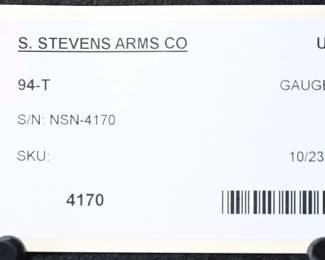 S. STEVENS ARMS CO U
94-T GAUGE
S/N: NSN-4170
SKU: 10/23
4170